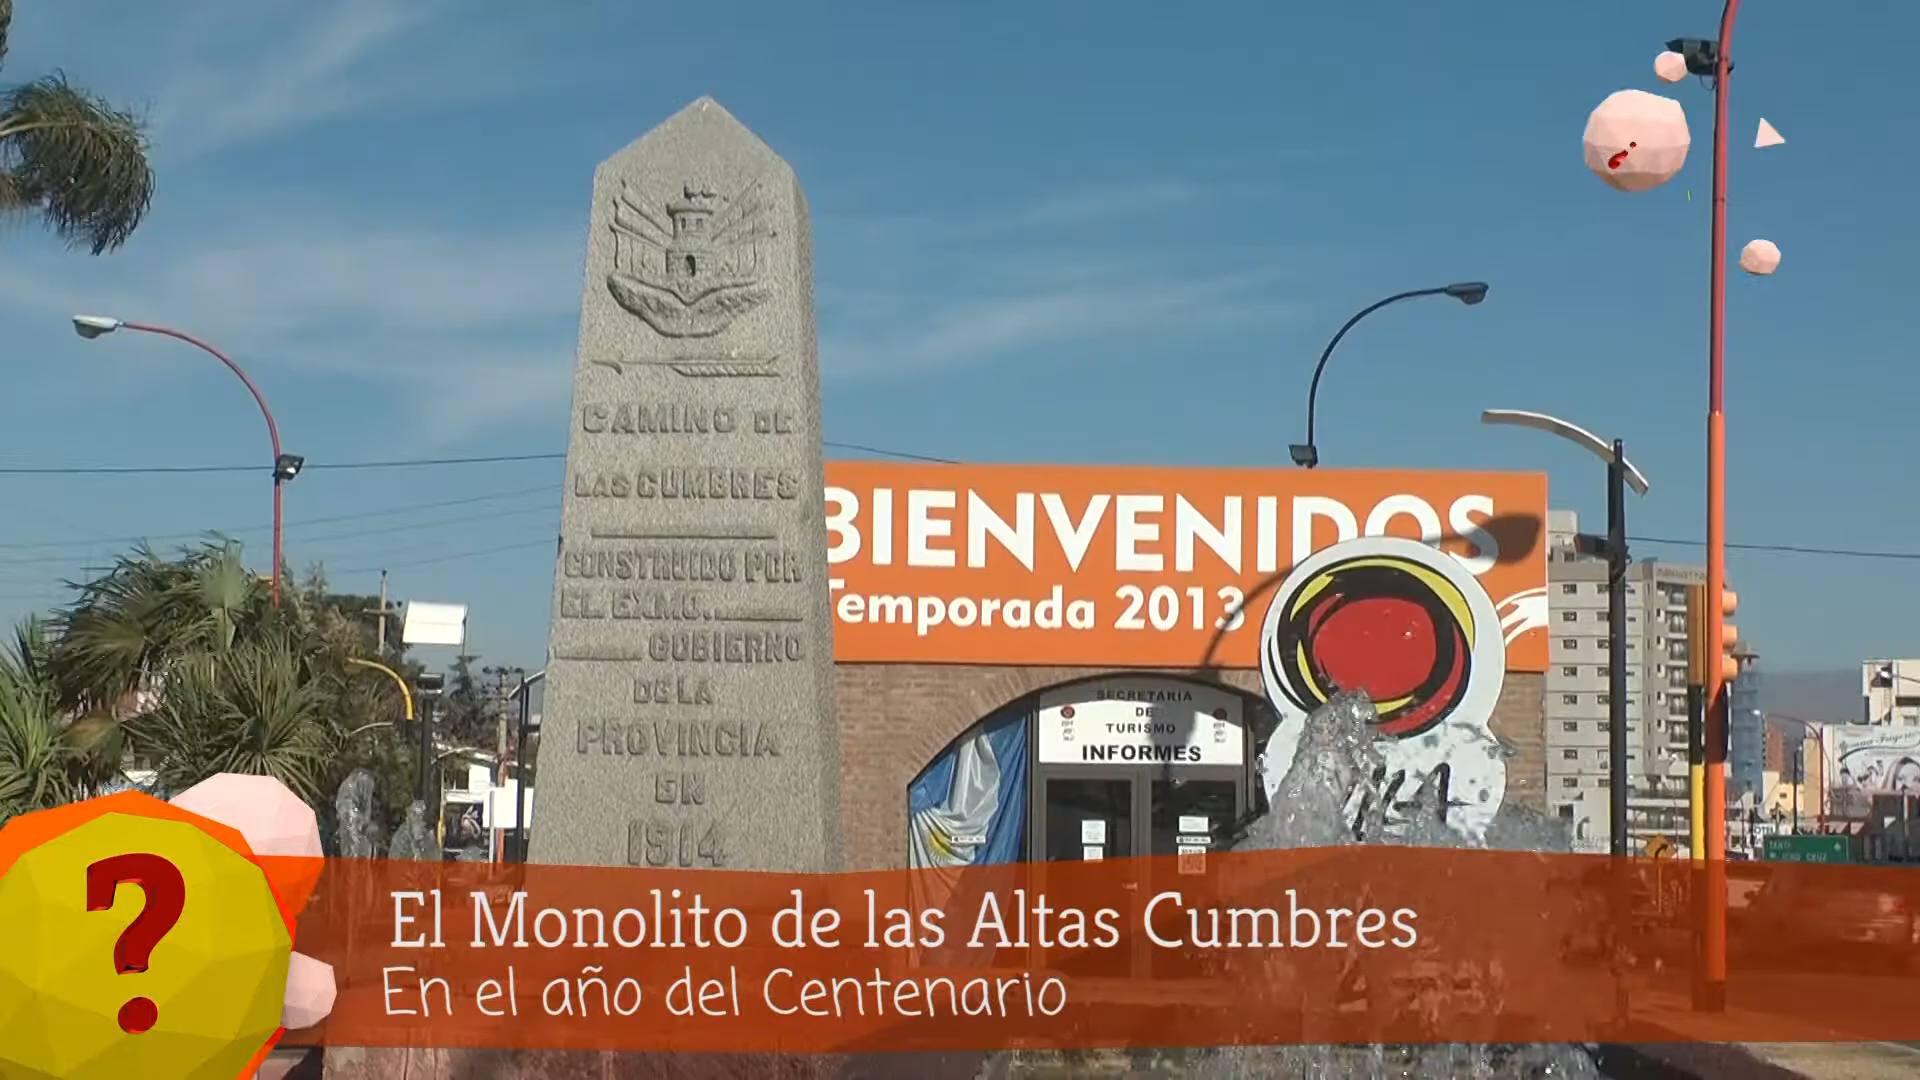 CAMINO DE
LAS CUMBRES
CONSTRUIDO POR
EL EXMO.
GOBIERNO
DE LA
PROVINCIA
EN
1914
BIENVENIDOS
Temporada 2013
SECRETARIA
DE
TURISMO
INFORMES
?
El Monolito de las Altas Cumbres
En el año del Centenario
?